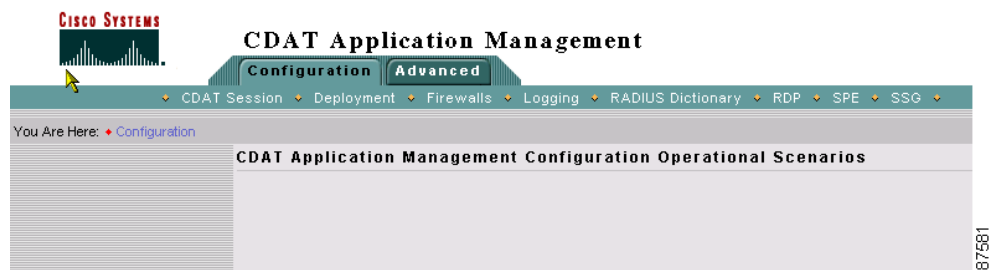 CISCO SYSTEMS
CDAT Application Management
Configuration Advanced
CDAT Session Deployment Firewalls Logging RADIUS Dictionary RDP SPE SSG
You Are Here: Configuration
CDAT Application Management Configuration Operational Scenarios
87581